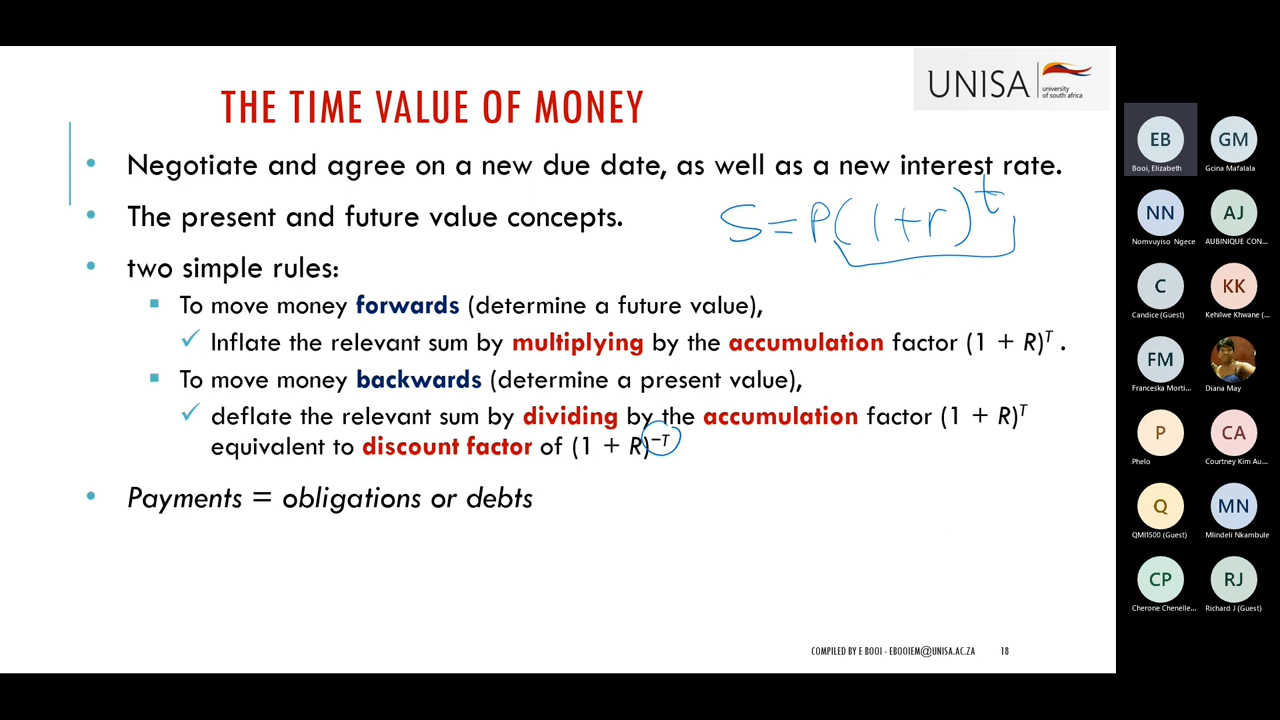 UNISA
university
of south africa
THE TIME VALUE OF MONEY
• Negotiate and agree on a new due date, as well as a new interest rate.
• The present and future value concepts.
S = P(1+r)^t
• two simple rules:
▪ To move money forwards (determine a future value),
✓ Inflate the relevant sum by multiplying by the accumulation factor (1 + R)^T .
▪ To move money backwards (determine a present value),
✓ deflate the relevant sum by dividing by the accumulation factor (1 + R)^T
equivalent to discount factor of (1 + R)^−T
• Payments = obligations or debts
COMPILED BY E BOOI - EBOOIEM@UNISA.AC.ZA 18
EB GM
Booi, Elizabeth Gcina Mafalala
NN AJ
Nomvuyiso Ngece AUBINIQUE CON...
C KK
Candice (Guest) Kehilwe Khwane (...
FM
Franceska Morti... Diana May
P CA
Phelo Courtney Kim Au...
Q MN
QMI1500 (Guest) Mlindeli Nkambule
CP RJ
Cherone Chenelle... Richard J (Guest)